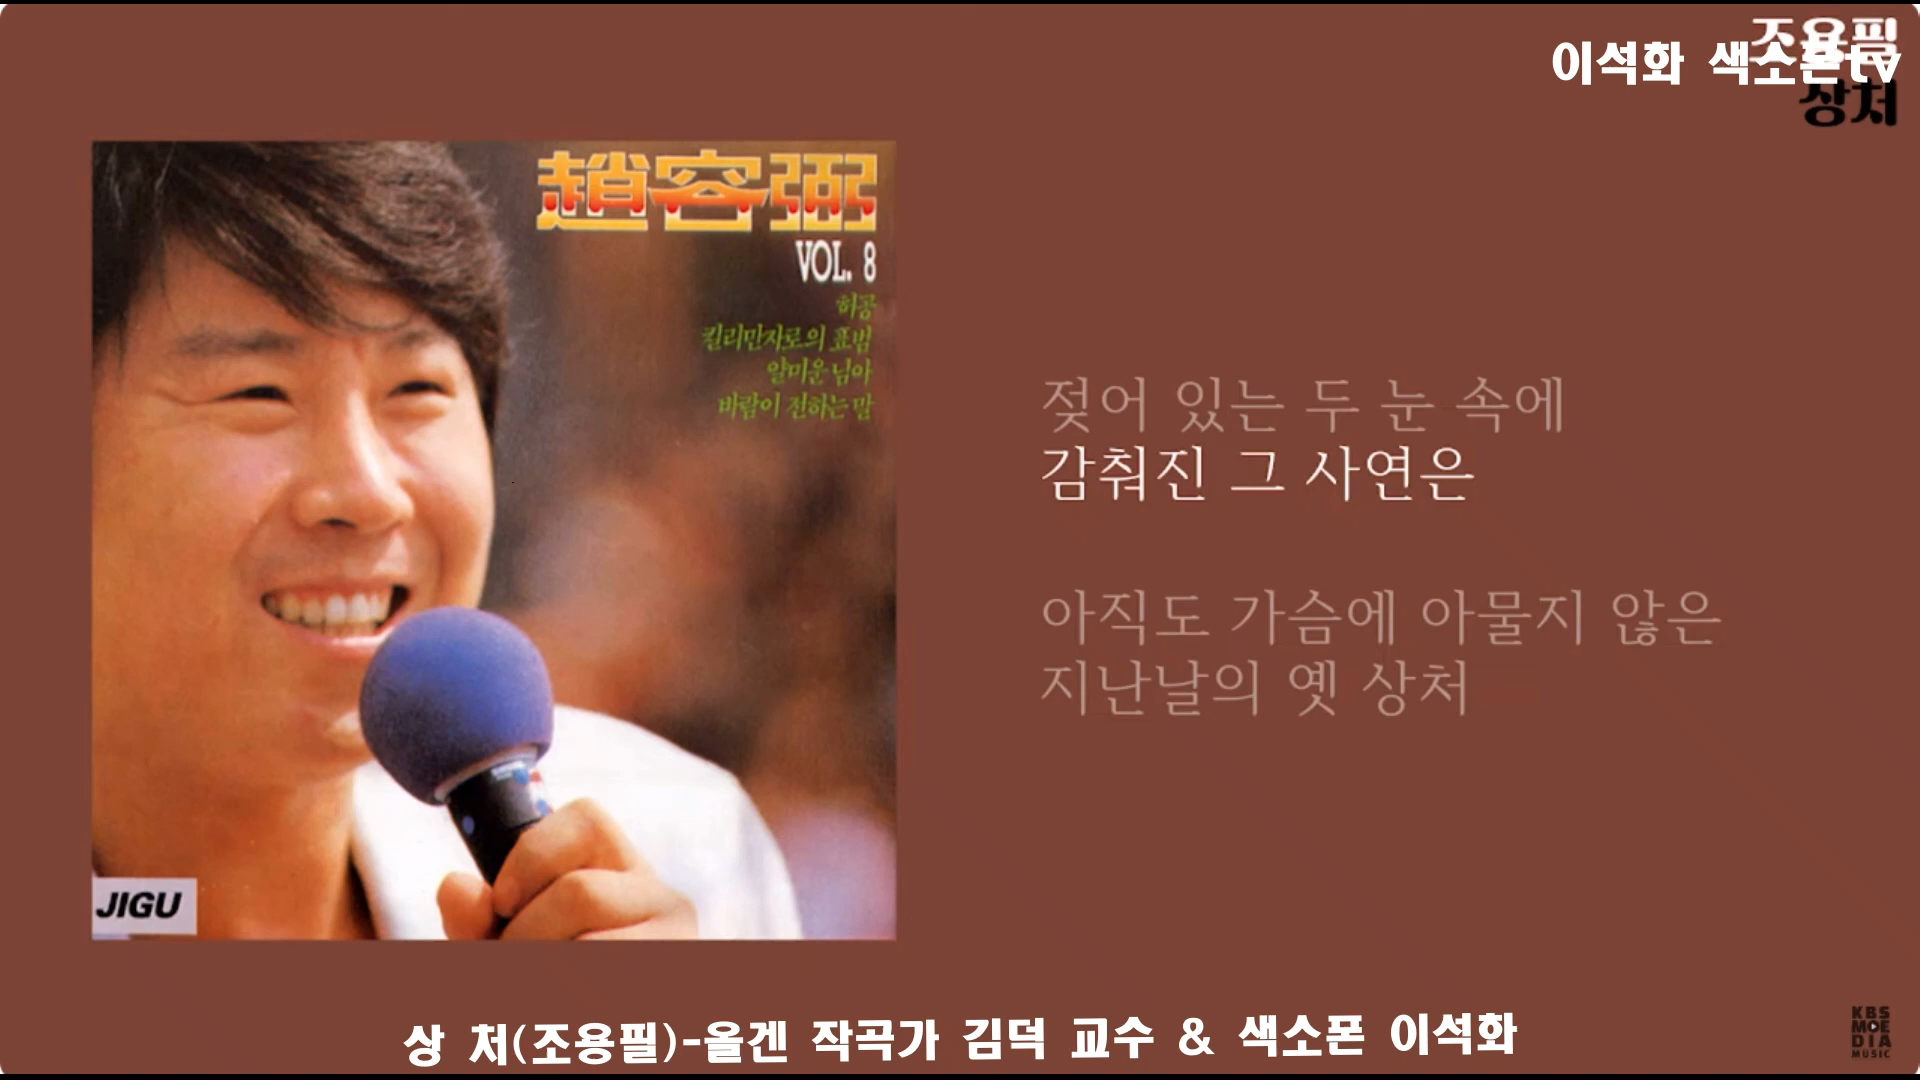 조용필
이석화 색소폰tv
상처
趙容弼
VOL. 8
허공
킬리만자로의 표범
얄미운 님아
바람이 전하는 말
젖어 있는 두 눈 속에
감춰진 그 사연은
아직도 가슴에 아물지 않은
지난날의 옛 상처
JIGU
상 처(조용필)-올겐 작곡가 김덕 교수 & 색소폰 이석화
KBS
MEDIA
MUSIC